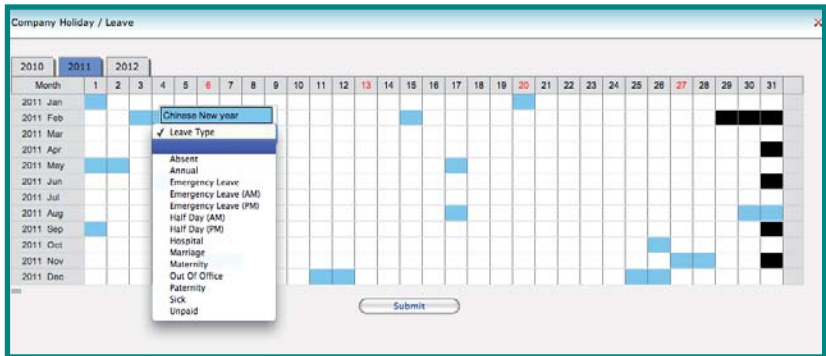 Company Holiday / Leave X
2010 2011 2012
Month 1 2 3 4 5 6 7 8 9 10 11 12 13 14 15 16 17 18 19 20 21 22 23 24 25 26 27 28 29 30 31
2011 Jan
2011 Feb
Chinese New year
2011 Mar
✓ Leave Type
2011 Apr
2011 May
2011 Jun
2011 Jul
2011 Aug
2011 Sep
2011 Oct
2011 Nov
2011 Dec
Absent
Annual
Emergency Leave
Emergency Leave (AM)
Emergency Leave (PM)
Half Day (AM)
Half Day (PM)
Hospital
Marriage
Maternity
Out Of Office
Paternity
Sick
Unpaid
Submit